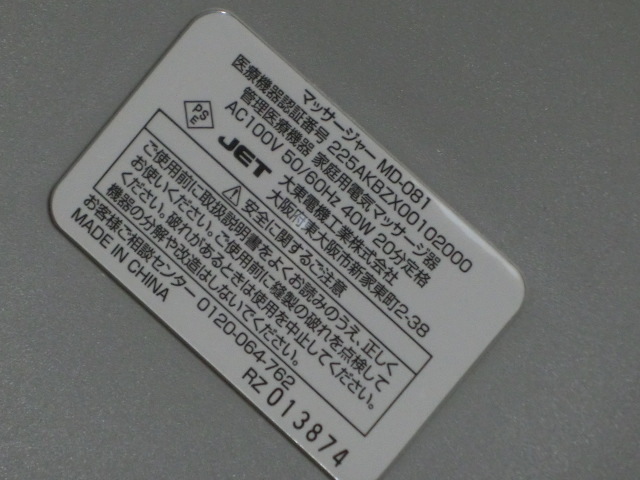 マッサージャー MD-081
医療機器認証番号 225AKBZX00102000
管理医療機器 家庭用電気マッサージ器
AC100V 50/60Hz 40W 20分定格
PS
E
JET
大東電機工業株式会社
大阪府東大阪市新家東町2-38
安全に関するご注意
ご使用前に取扱説明書をよくお読みのうえ、正しく
お使いください。ご使用前に縫製の破れを点検して
ください。破れがあるときは使用を中止してください。
機器の分解や改造はしないでください。
お客様ご相談センター 0120-064-762
MADE IN CHINA
RZ 013874